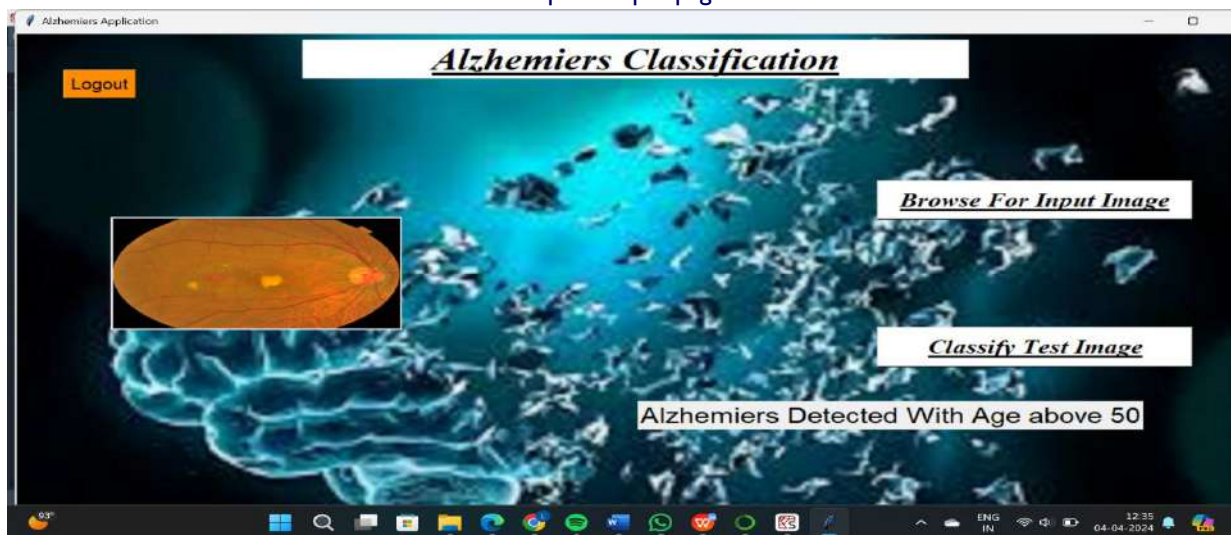 Alzhemiers Application
Alzhemiers Classification
Logout
Browse For Input Image
Classify Test Image
Alzhemiers Detected With Age above 50
93°
ENG
IN
12:35
04-04-2024